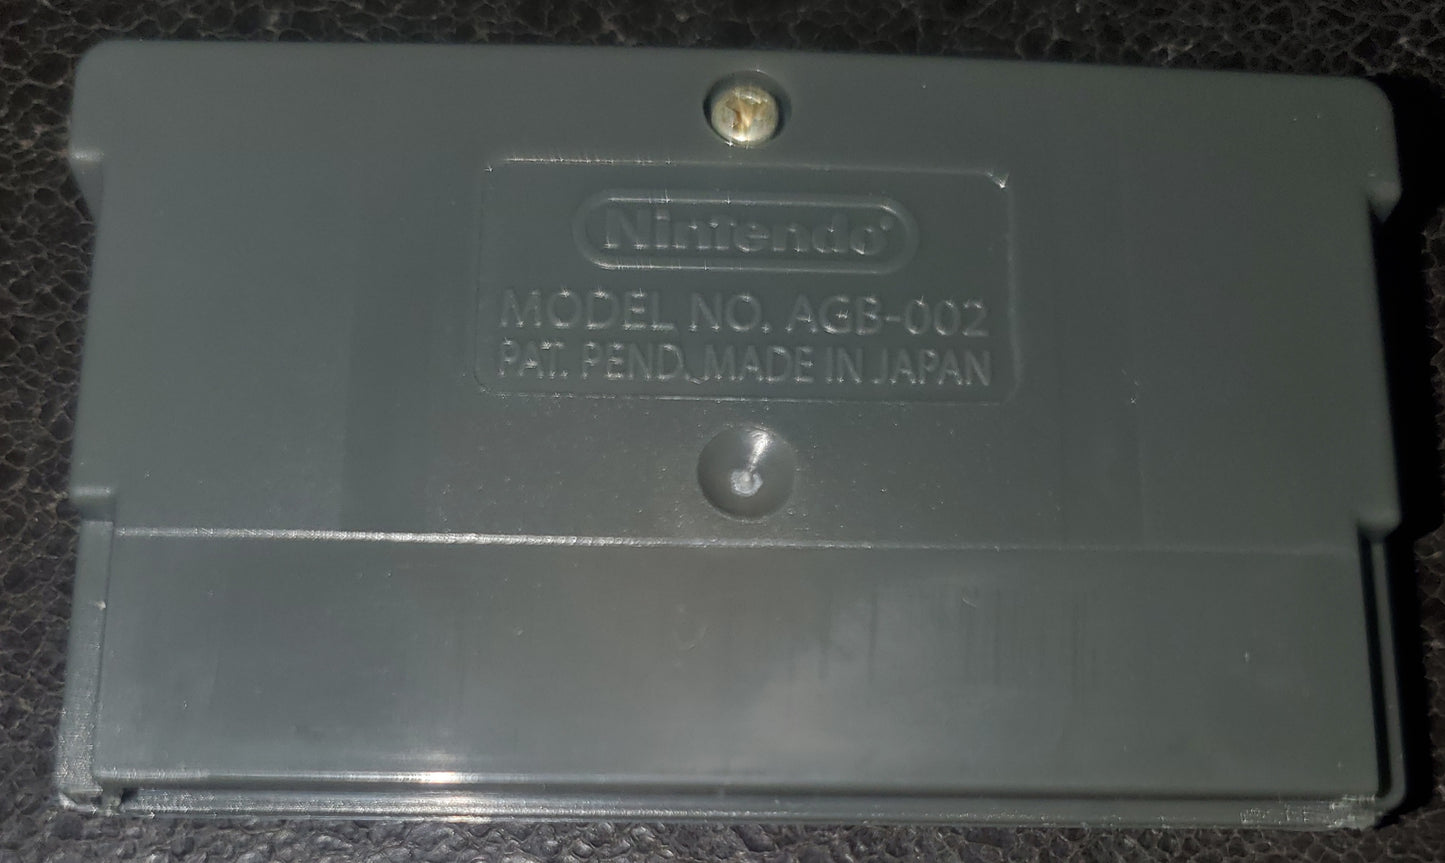 Nintendo®
MODEL NO. AGB-002
PAT. PEND. MADE IN JAPAN